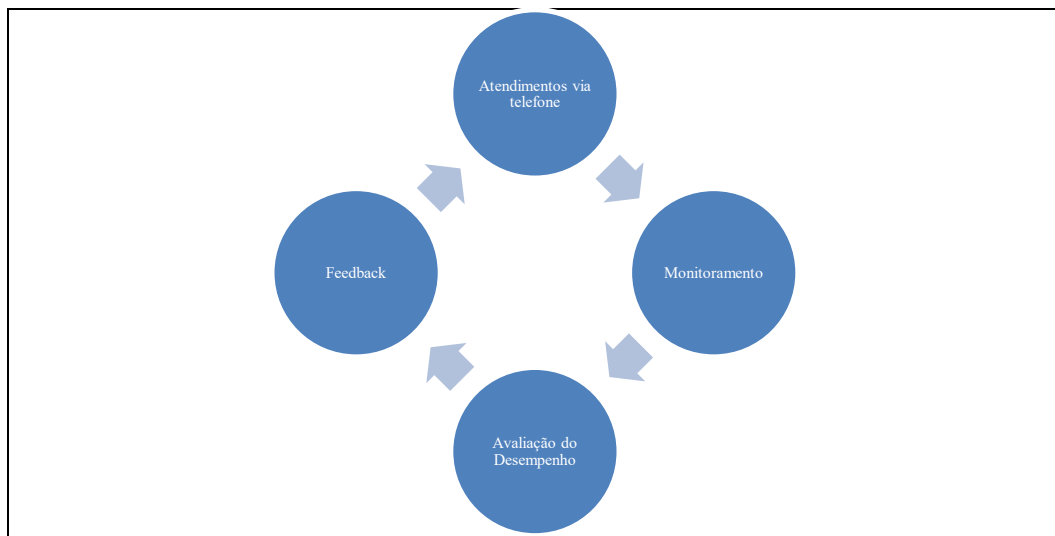 Atendimentos via
telefone
Monitoramento
Avaliação do
Desempenho
Feedback